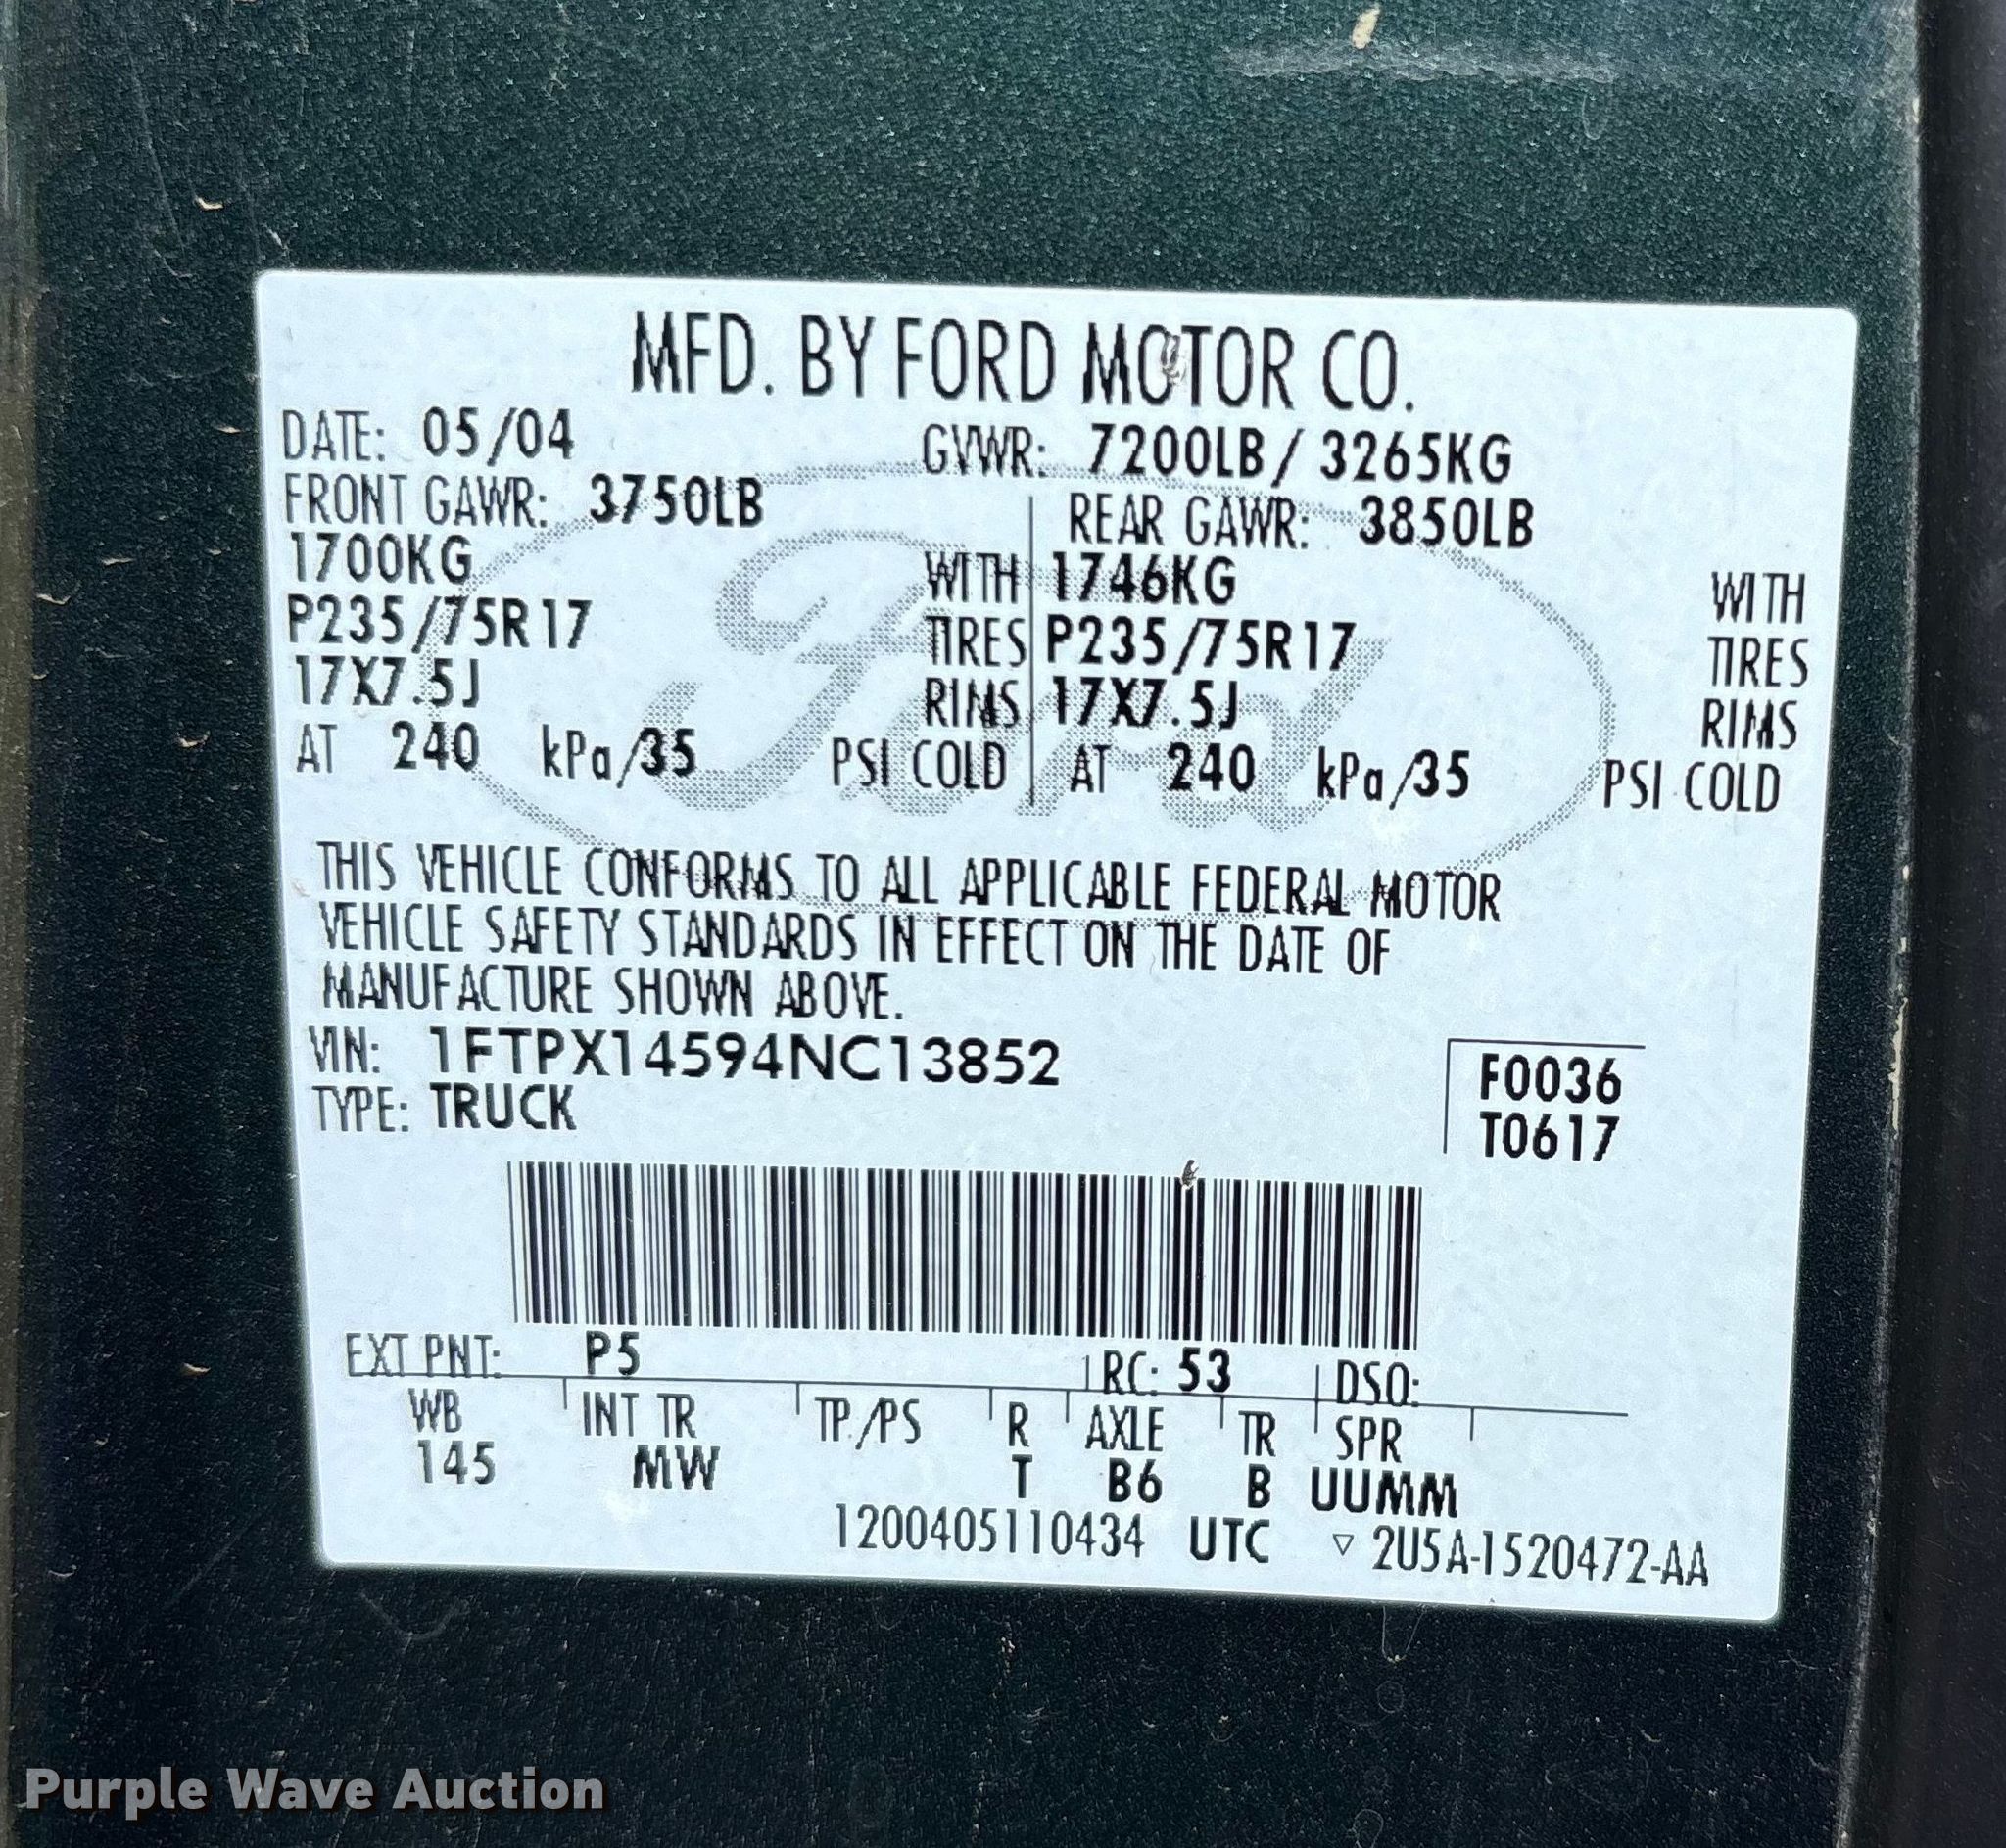 MFD. BY FORD MOTOR CO.
DATE: 05/04 GVWR: 7200LB / 3265KG
FRONT GAWR: 3750LB REAR GAWR: 3850LB
1700KG WITH 1746KG WITH
P235/75R17 TIRES P235/75R17 TIRES
17X7.5J RIMS 17X7.5J RIMS
AT 240 kPa/35 PSI COLD AT 240 kPa/35 PSI COLD
Ford
THIS VEHICLE CONFORMS TO ALL APPLICABLE FEDERAL MOTOR
VEHICLE SAFETY STANDARDS IN EFFECT ON THE DATE OF
MANUFACTURE SHOWN ABOVE.
VIN: 1FTPX14594NC13852 F0036
TYPE: TRUCK T0617
EXT PNT: P5 RC: 53 DSO:
WB INT TR TP/PS R AXLE TR SPR
145 MW T B6 B UUMM
1200405110434 UTC ▽ 2U5A-1520472-AA
Purple Wave Auction